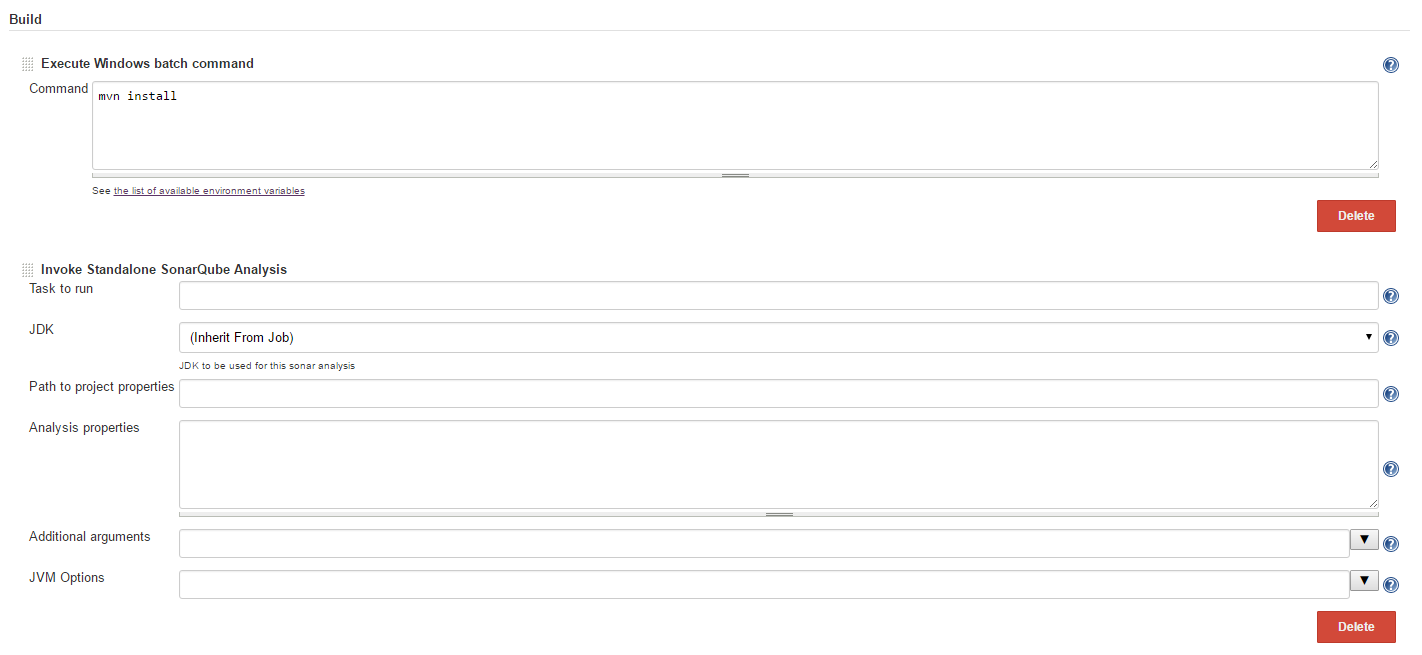 Build
Execute Windows batch command
Command
mvn install
See the list of available environment variables
Delete
Invoke Standalone SonarQube Analysis
Task to run
JDK
(Inherit From Job)
JDK to be used for this sonar analysis
Path to project properties
Analysis properties
Additional arguments
JVM Options
Delete